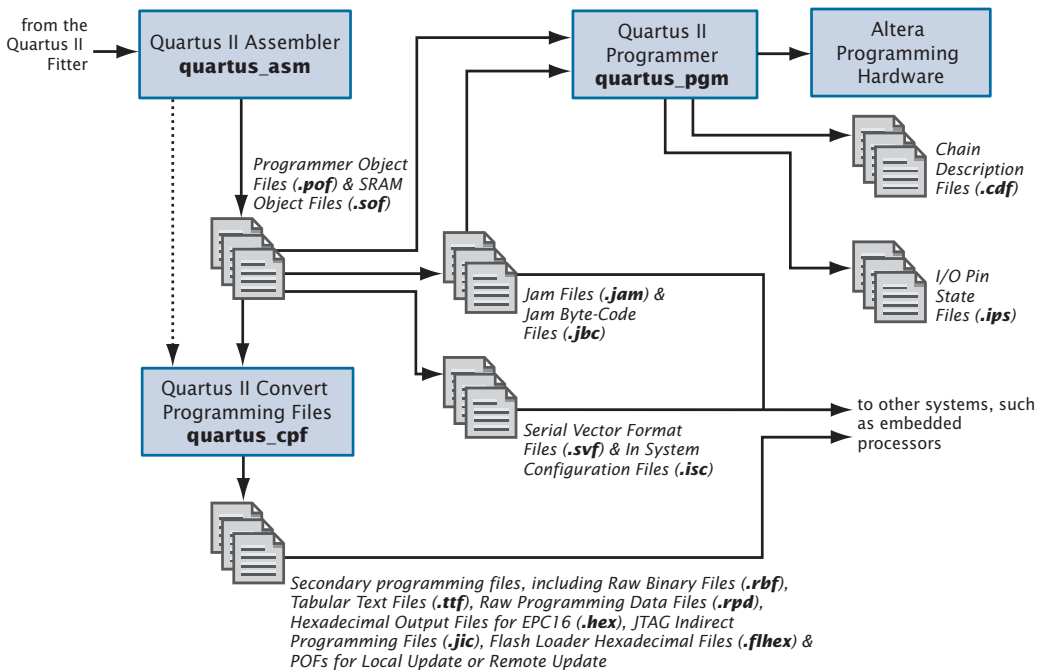 from the
Quartus II
Fitter
Quartus II Assembler
quartus_asm
Quartus II
Programmer
quartus_pgm
Altera
Programming
Hardware
Programmer Object
Files (.pof) & SRAM
Object Files (.sof)
Chain
Description
Files (.cdf)
Jam Files (.jam) &
Jam Byte-Code
Files (.jbc)
I/O Pin
State
Files (.ips)
Quartus II Convert
Programming Files
quartus_cpf
Serial Vector Format
Files (.svf) & In System
Configuration Files (.isc)
to other systems, such
as embedded
processors
Secondary programming files, including Raw Binary Files (.rbf),
Tabular Text Files (.ttf), Raw Programming Data Files (.rpd),
Hexadecimal Output Files for EPC16 (.hex), JTAG Indirect
Programming Files (.jic), Flash Loader Hexadecimal Files (.flhex) &
POFs for Local Update or Remote Update